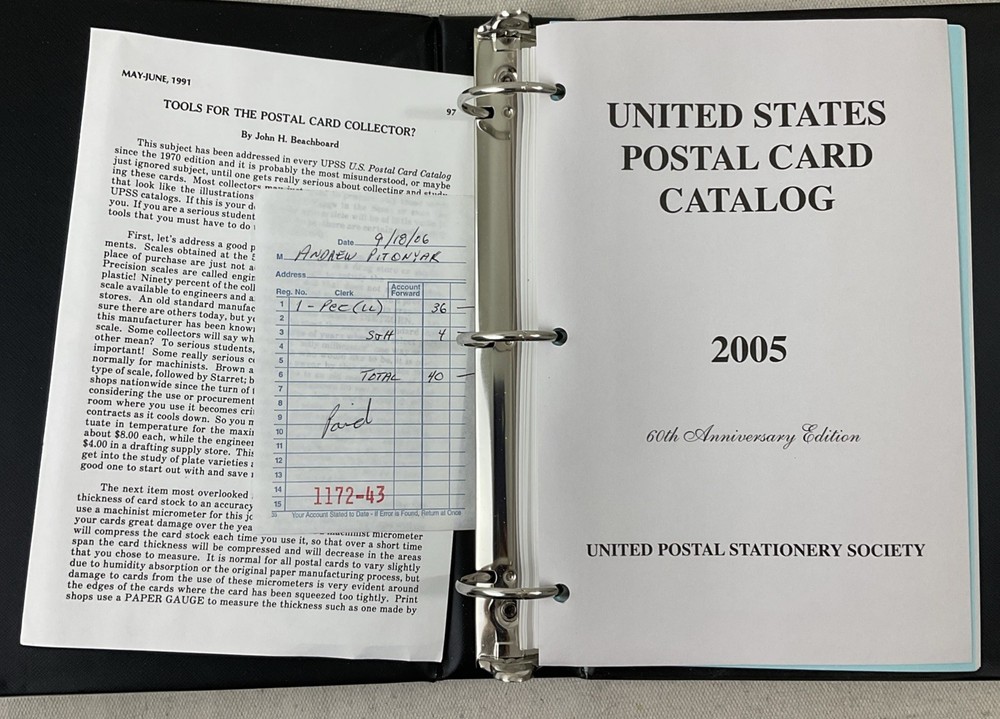 MAY-JUNE, 1991
97
TOOLS FOR THE POSTAL CARD COLLECTOR?
By John H. Beachboard
This subject has been addressed in every UPSS U.S. Postal Card Catalog
since the 1970 edition and it is probably the most misunderstood, or maybe
just ignored subject, until one gets really serious about collecting and
ing these cards. Most collectors
that look like the illustrations
UPSS catalogs. If this is your
you. If you are a serious student
tools that you must have to do
First, let's address a good
ments. Scales obtained at the
place of purchase are just not
Precision scales are called
plastic! Ninety percent of the
scale available to engineers and
stores. An old standard
sure there are others today, but
this manufacturer has been
scale. Some collectors will say
other mean? To serious students,
important! Some really serious
normally for machinists. Brown
type of scale, followed by Starret;
shops nationwide since the turn of
considering the use or procurement
room where you use it becomes
contracts as it cools down. So you
tuate in temperature for the
about $8.00 each, while the
$4.00 in a drafting supply store.
get into the study of plate varieties
good one to start out with and save
The next item most overlooked
thickness of card stock to an accuracy
use a machinist micrometer for this
your cards great damage over the micrometer
will compress the card stock each time you use it, so that over a short time
span the card thickness will be compressed and will decrease in the areas
that you chose to measure. It is normal for all postal cards to vary slightly
due to humidity absorption or the original paper manufacturing process, but
damage to cards from the use of these micrometers is very evident around
the edges of the cards where the card has been squeezed too tightly. Print
shops use a PAPER GAUGE to measure the thickness such as one made by
Date 9/18/06
M ANDREW PITONYAK
Address
Reg. No. Clerk Account Forward
1 1 - PCC (LL) 36 —
2
3 S&H 4 —
4
5
6 TOTAL 40 —
7
8
9 Paid
10
11
12
13
14
15 1172-43
Your Account Stated to Date - If Error is Found, Return at Once
UNITED STATES
POSTAL CARD
CATALOG
2005
60th Anniversary Edition
UNITED POSTAL STATIONERY SOCIETY